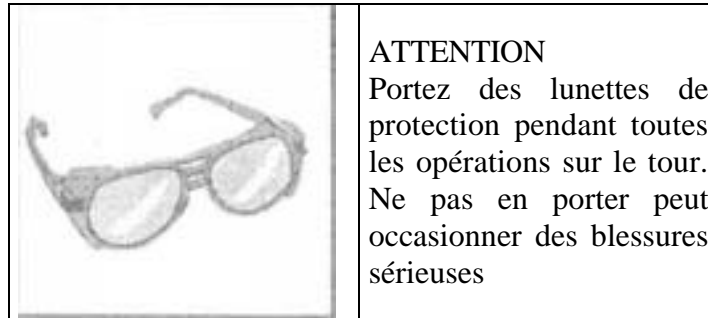 ATTENTION
Portez des lunettes de
protection pendant toutes
les opérations sur le tour.
Ne pas en porter peut
occasionner des blessures
sérieuses